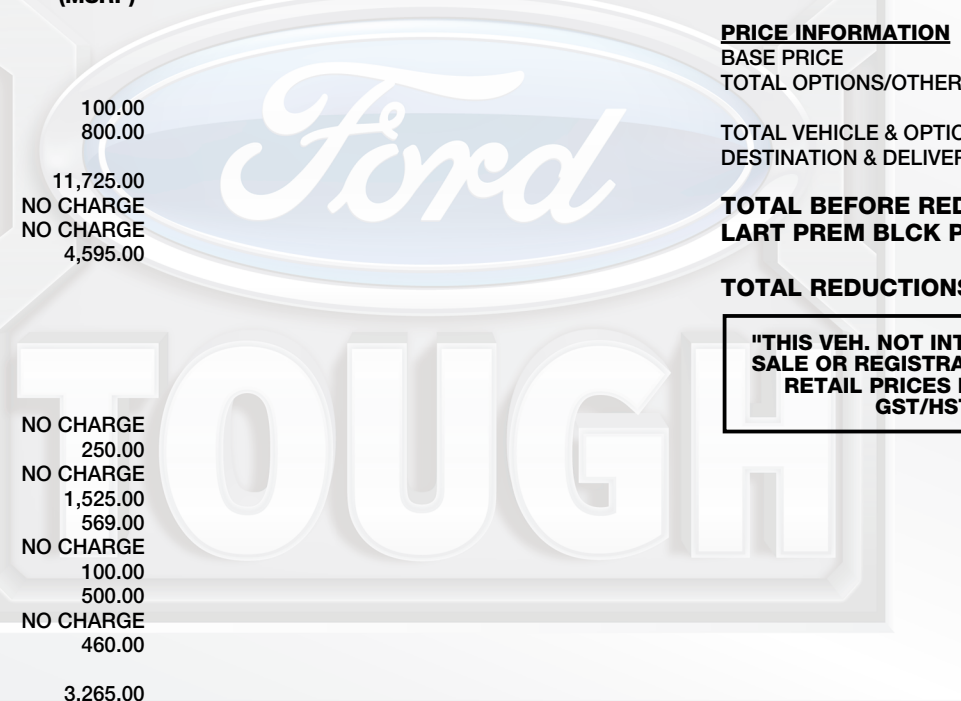 (MSRP)
100.00
800.00
11,725.00
NO CHARGE
NO CHARGE
4,595.00
NO CHARGE
250.00
NO CHARGE
1,525.00
569.00
NO CHARGE
100.00
500.00
NO CHARGE
460.00
3,265.00
Ford
TOUGH
PRICE INFORMATION
BASE PRICE
TOTAL OPTIONS/OTHER
TOTAL VEHICLE & OPTIO
DESTINATION & DELIVER
TOTAL BEFORE RED
LART PREM BLCK P
TOTAL REDUCTIONS
"THIS VEH. NOT INT
SALE OR REGISTRA
RETAIL PRICES
GST/HST